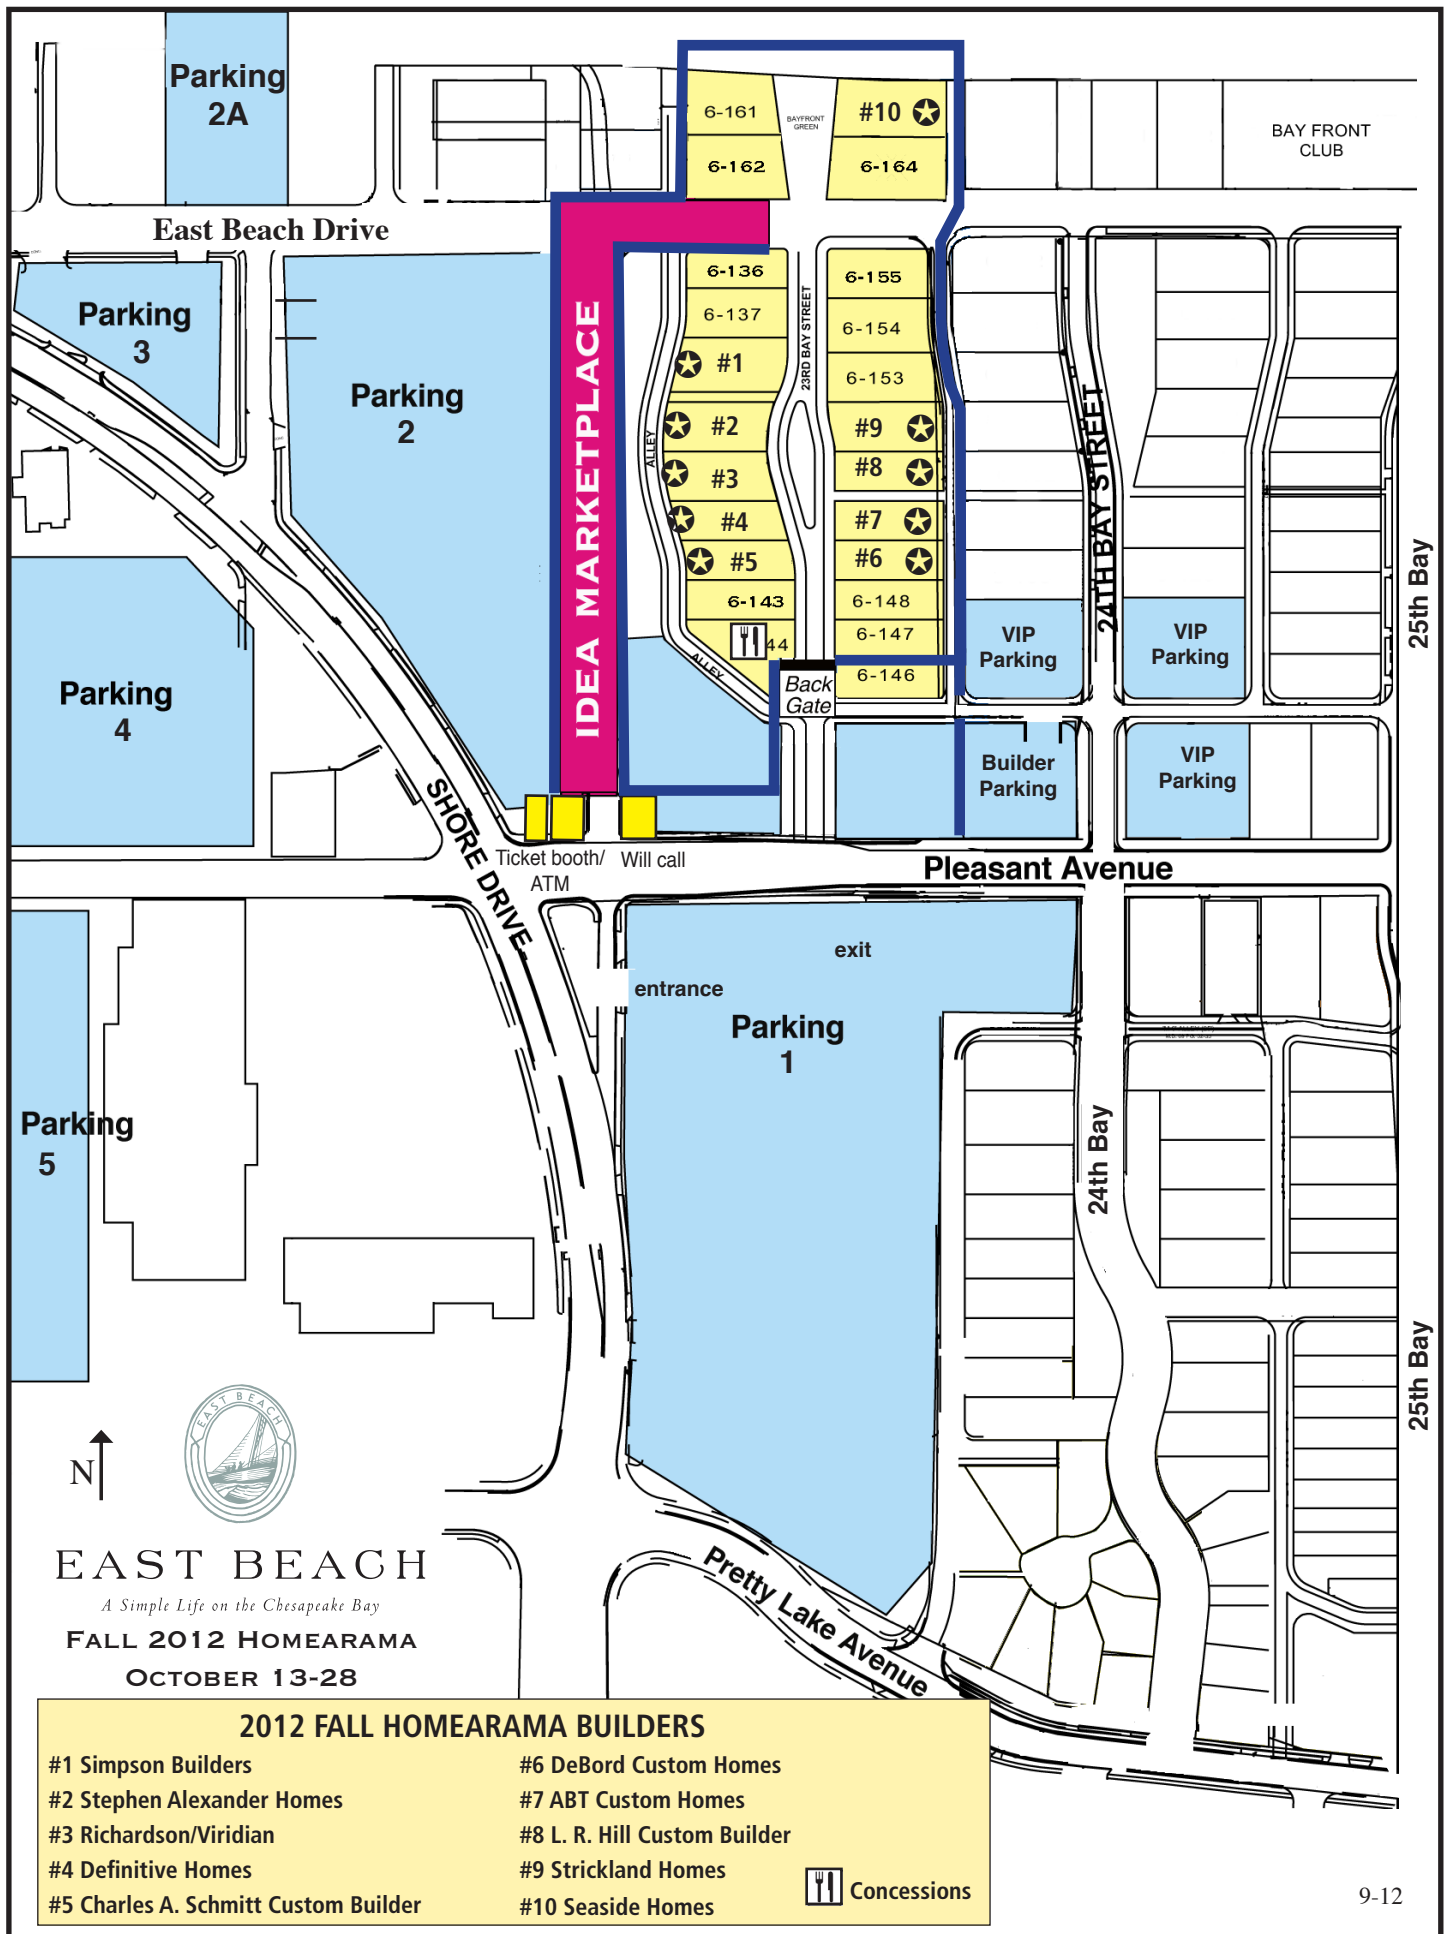 Parking
2A
6-161
BAYFRONT
GREEN
#10
BAY FRONT
CLUB
6-162
6-164
East Beach Drive
6-136
6-155
Parking
3
6-137
6-154
23RD BAY STREET
#1
6-153
Parking
2
IDEA MARKETPLACE
ALLEY
#2
#9
#3
#8
24TH BAY STREET
#4
#7
#5
#6
25th Bay
6-143
6-148
44
6-147
VIP
Parking
VIP
Parking
ALLEY
6-146
Back
Gate
Parking
4
Builder
Parking
VIP
Parking
SHORE DRIVE
Ticket booth/
ATM
Will call
Pleasant Avenue
exit
entrance
Parking
1
Parking
5
24th Bay
25th Bay
N
EAST BEACH
EAST BEACH
A Simple Life on the Chesapeake Bay
FALL 2012 HOMEARAMA
OCTOBER 13-28
Pretty Lake Avenue
2012 FALL HOMEARAMA BUILDERS
#1 Simpson Builders
#2 Stephen Alexander Homes
#3 Richardson/Viridian
#4 Definitive Homes
#5 Charles A. Schmitt Custom Builder
#6 DeBord Custom Homes
#7 ABT Custom Homes
#8 L. R. Hill Custom Builder
#9 Strickland Homes
#10 Seaside Homes
Concessions
9-12